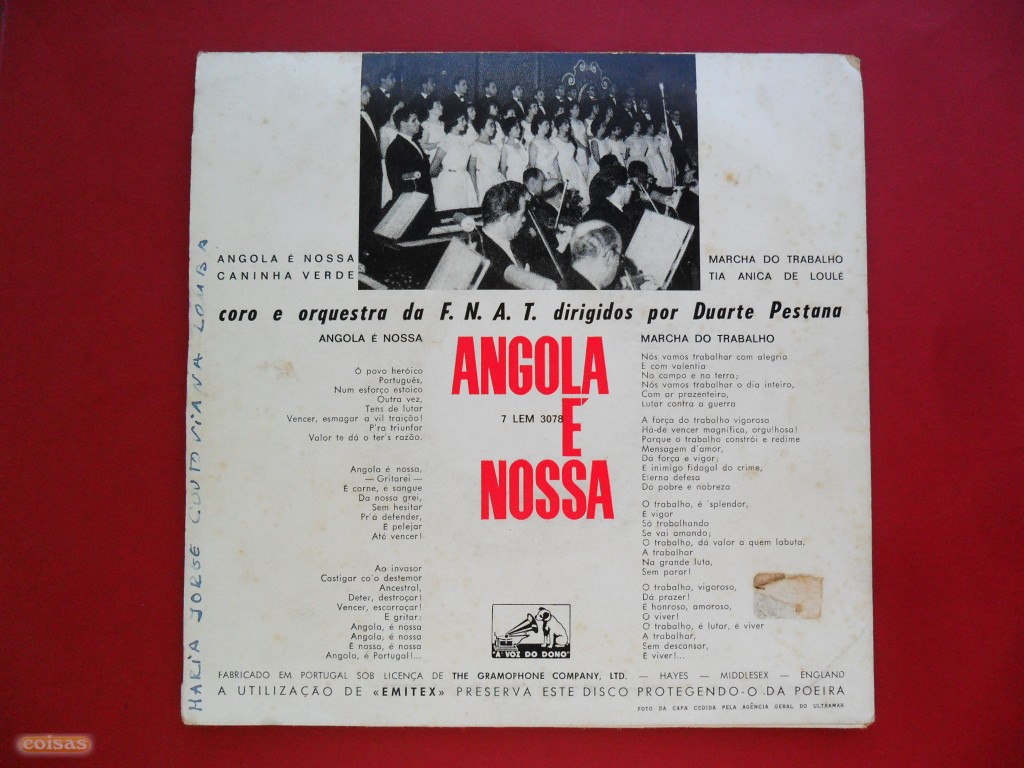 ANGOLA É NOSSA
CANINHA VERDE
MARCHA DO TRABALHO
TIA ANICA DE LOULÉ
coro e orquestra da F. N. A. T. dirigidos por Duarte Pestana
ANGOLA É NOSSA
O povo heróico
Português,
Num esforço estoico
Outra vez,
Tens de lutar
Vencer, esmagar a vil traição!
P'ra triunfar
Valor te dá o ter's razão.
Angola é nossa,
— Gritarei —
É carne, é sangue
Da nossa grei,
Sem hesitar
Pr'á defender,
É pelejar
Até vencer!
Ao invasor
Castigar co'o destemor
Ancestral,
Deter, destroçar!
Vencer, escorraçar!
E gritar:
Angola, é nossa
Angola, é nossa
É nossa, é nossa
Angola, é Portugal!...
ANGOLA
É
NOSSA
7 LEM 3078
MARCHA DO TRABALHO
Nós vamos trabalhar com alegria
E com valentia
No campo e na terra;
Nós vamos trabalhar o dia inteiro,
Com ar prazenteiro,
Lutar contra a guerra
A força do trabalho vigoroso
Há-de vencer magnífica, orgulhosa!
Porque o trabalho constrói e redime
Mensagem d'amor,
Dá força e vigor;
E inimigo fidagal do crime,
Eterna defesa
Do pobre e nobreza
O trabalho, é 'splendor,
É vigor
Só trabalhando
Se vai amando;
O trabalho, dá valor a quem labuta,
A trabalhar
Na grande luta,
Sem parar!
O trabalho, vigoroso,
Dá prazer!
É honroso, amoroso,
O viver!
O trabalho, é lutar, é viver
A trabalhar,
Sem descansar,
É viver!...
"A VOZ DO DONO"
FABRICADO EM PORTUGAL SOB LICENÇA DE THE GRAMOPHONE COMPANY, LTD. — HAYES — MIDDLESEX — ENGLAND
A UTILIZAÇÃO DE «EMITEX» PRESERVA ESTE DISCO PROTEGENDO-O DA POEIRA
FOTO DA CAPA CEDIDA PELA AGÊNCIA GERAL DO ULTRAMAR
MARIA JORGE COUTO VIANA LOMBA
coisas